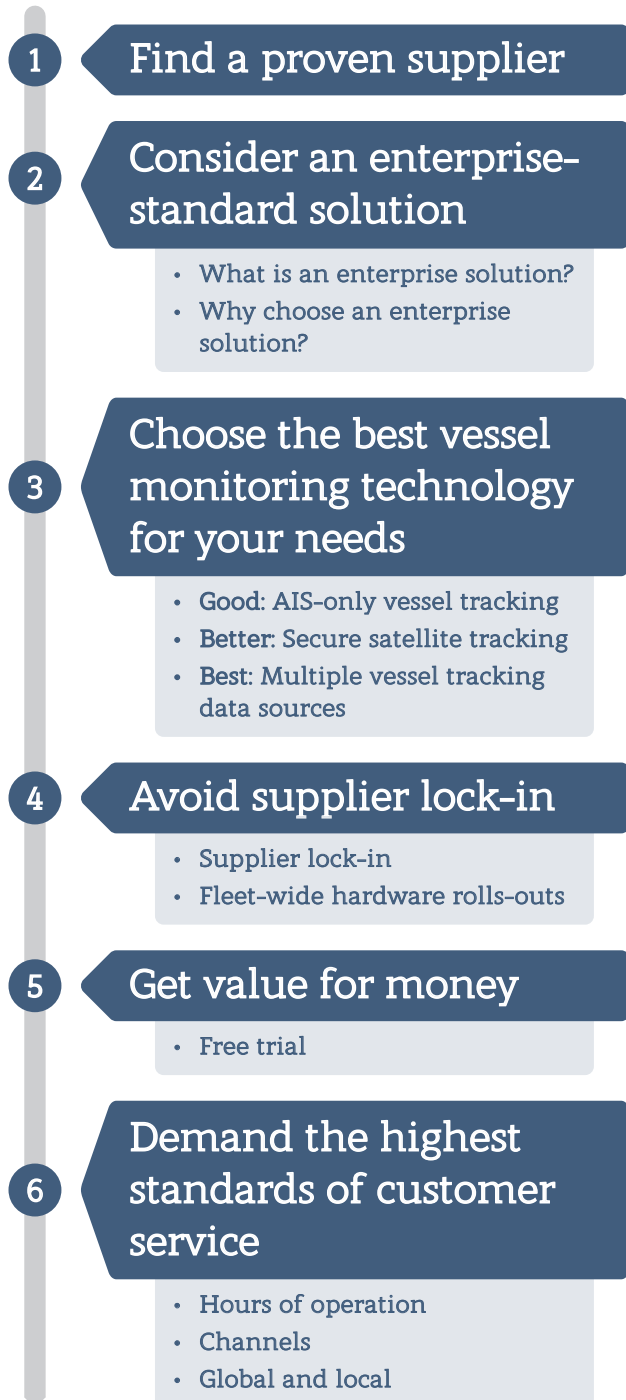 1
Find a proven supplier
2
Consider an enterprise-
standard solution
• What is an enterprise solution?
• Why choose an enterprise
solution?
3
Choose the best vessel
monitoring technology
for your needs
• Good: AIS-only vessel tracking
• Better: Secure satellite tracking
• Best: Multiple vessel tracking
data sources
4
Avoid supplier lock-in
• Supplier lock-in
• Fleet-wide hardware rolls-outs
5
Get value for money
• Free trial
6
Demand the highest
standards of customer
service
• Hours of operation
• Channels
• Global and local